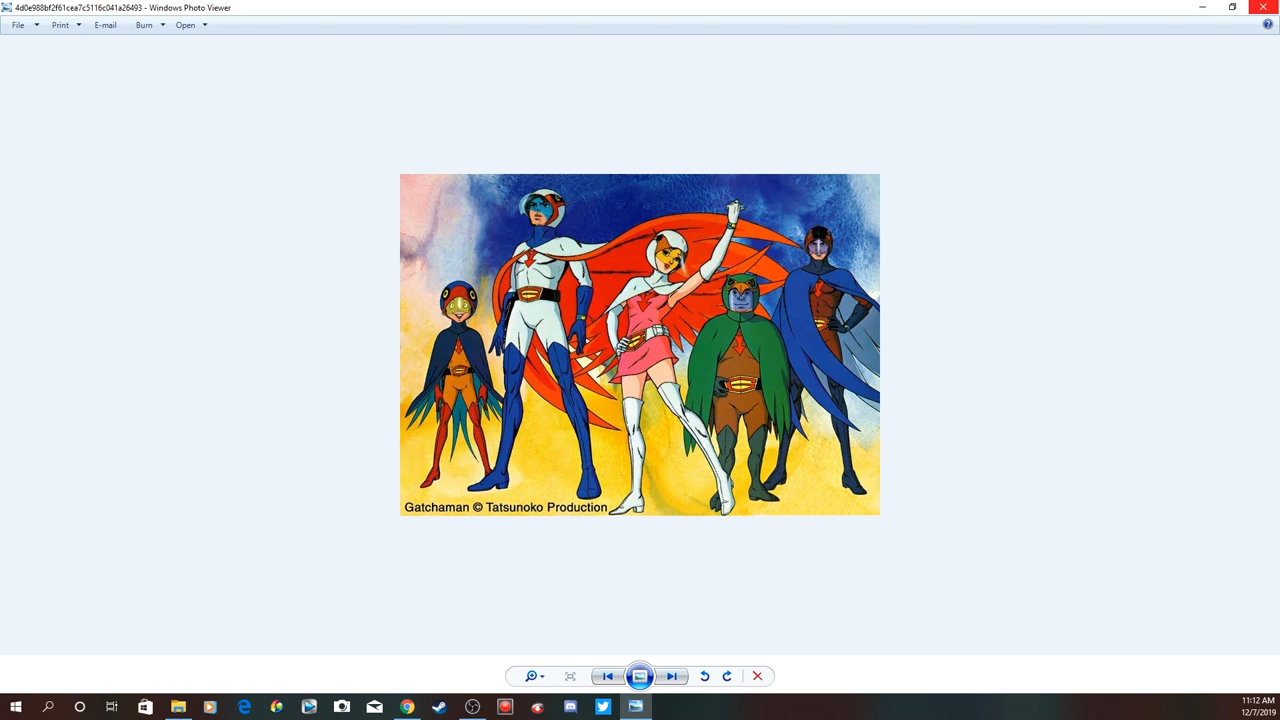 4d0e988bf2f61cea7c5116c041a26493 - Windows Photo Viewer
File Print E-mail Burn Open
Gatchaman © Tatsunoko Production
11:12 AM
12/7/2019